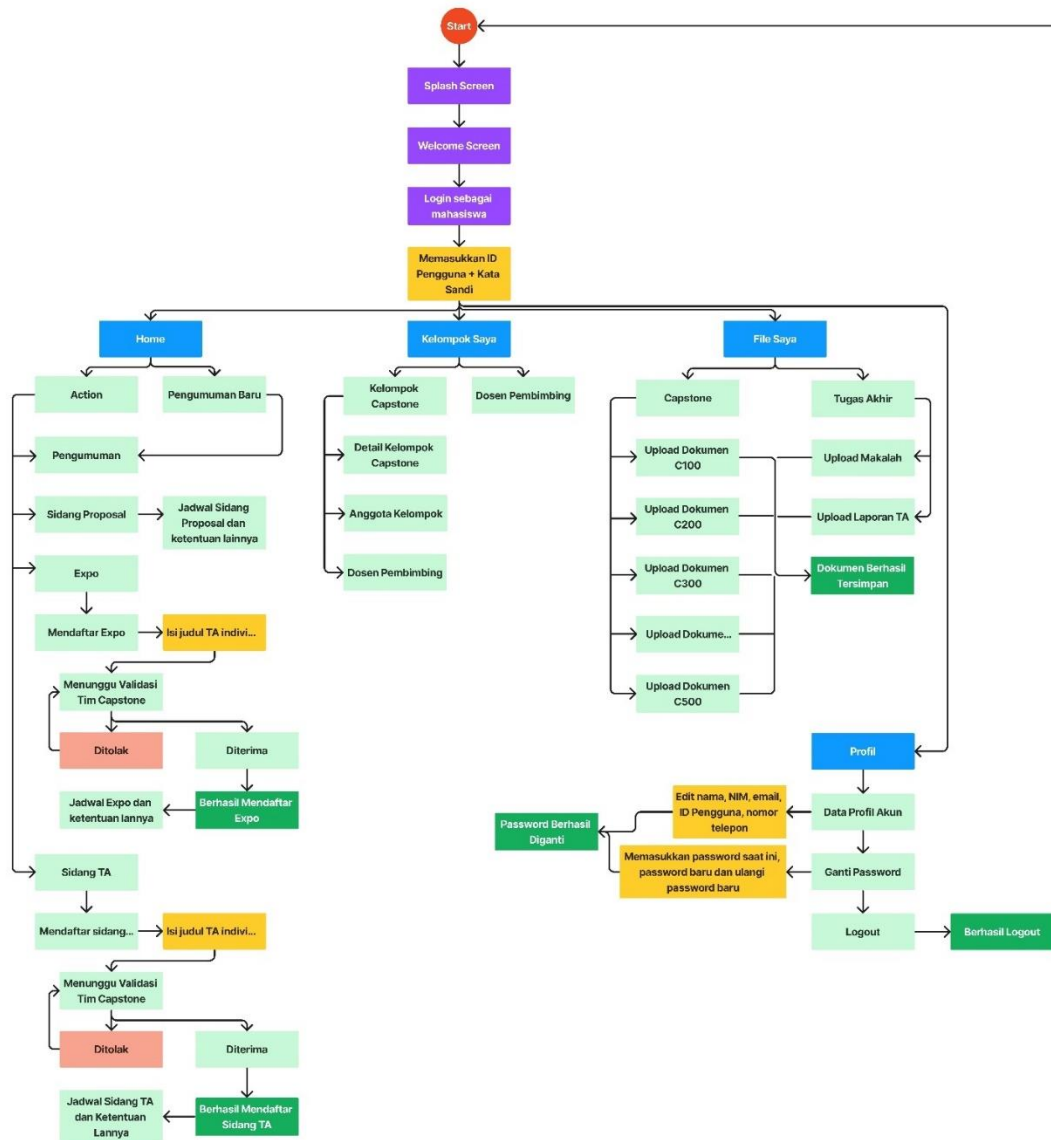 Start
Splash Screen
Welcome Screen
Login sebagai
mahasiswa
Memasukkan ID
Pengguna + Kata
Sandi
Home
Kelompok Saya
File Saya
Action
Pengumuman Baru
Kelompok
Capstone
Dosen Pembimbing
Capstone
Tugas Akhir
Pengumuman
Detail Kelompok
Capstone
Upload Dokumen
C100
Upload Makalah
Sidang Proposal
Jadwal Sidang
Proposal dan
ketentuan lainnya
Anggota Kelompok
Upload Dokumen
C200
Upload Laporan TA
Expo
Dosen Pembimbing
Upload Dokumen
C300
Dokumen Berhasil
Tersimpan
Mendaftar Expo
Isi judul TA indivi...
Upload Dokume...
Menunggu Validasi
Tim Capstone
Upload Dokumen
C500
Ditolak
Diterima
Profil
Jadwal Expo dan
ketentuan lannya
Berhasil Mendaftar
Expo
Password Berhasil
Diganti
Edit nama, NIM, email,
ID Pengguna, nomor
telepon
Data Profil Akun
Memasukkan password saat ini,
password baru dan ulangi
password baru
Ganti Password
Sidang TA
Mendaftar sidang...
Isi judul TA indivi...
Logout
Berhasil Logout
Menunggu Validasi
Tim Capstone
Ditolak
Diterima
Jadwal Sidang TA
dan Ketentuan
Lannya
Berhasil Mendaftar
Sidang TA